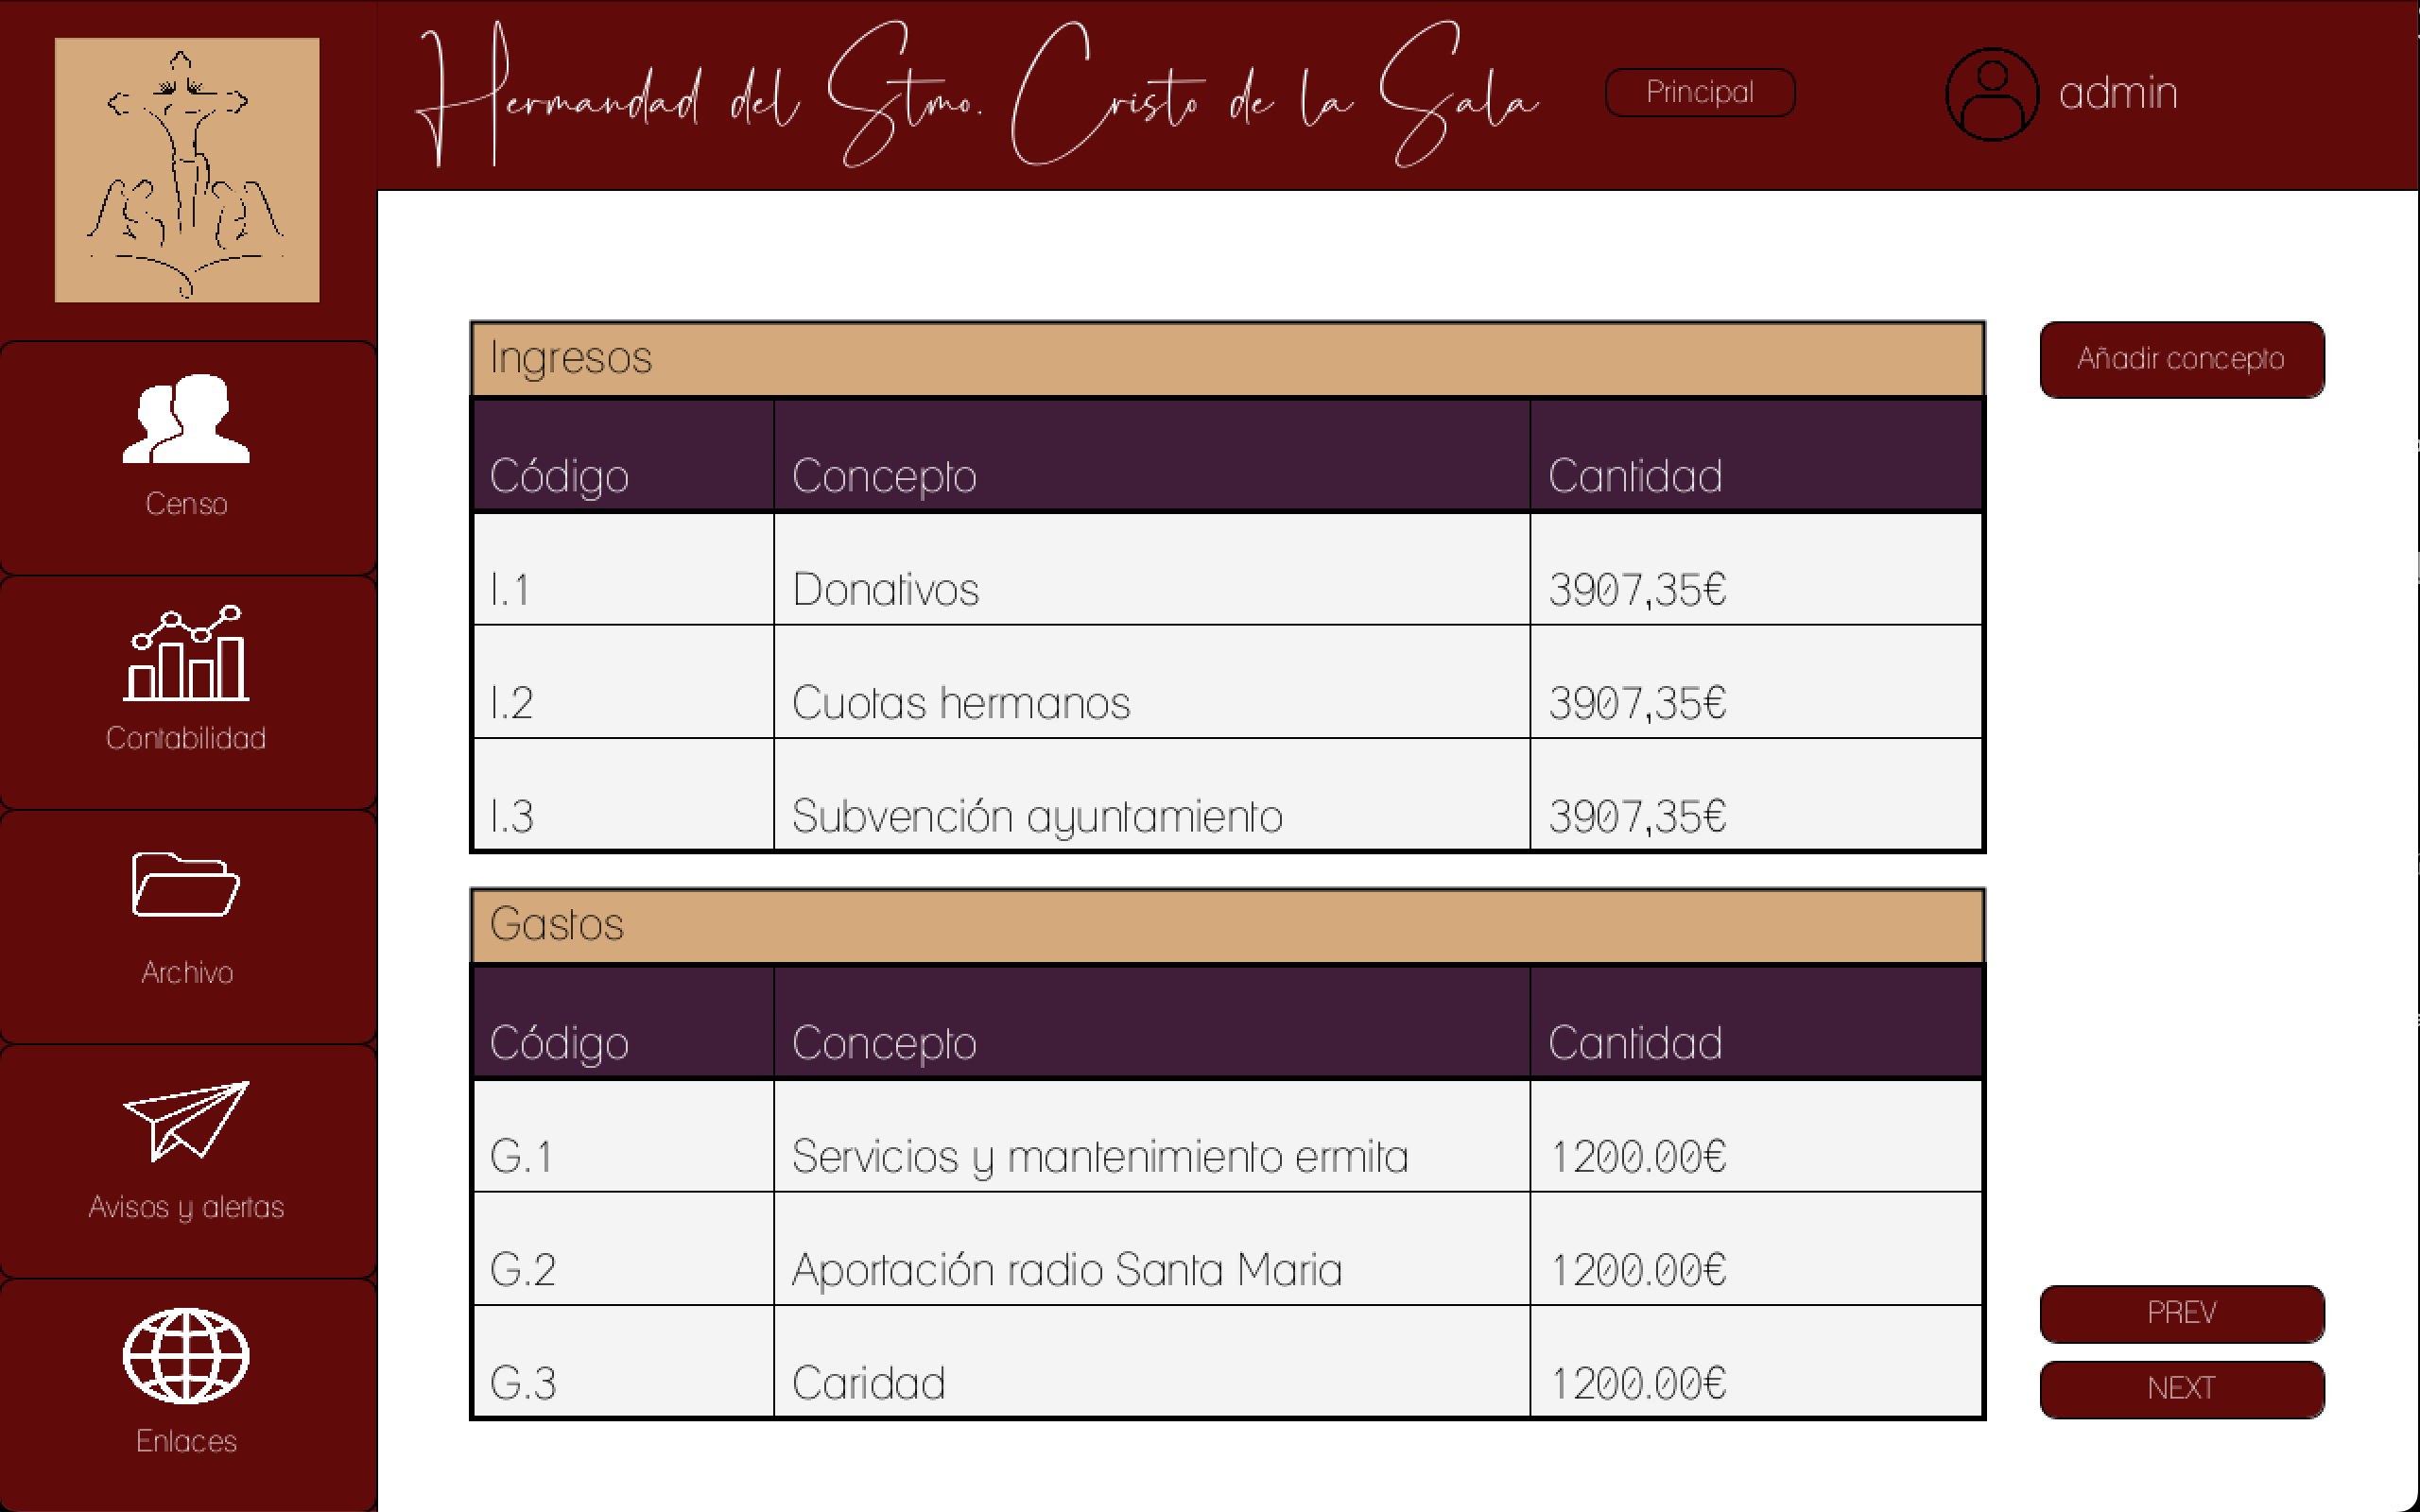 Hermandad del Stmo. Cristo de la Sala
Principal
admin
Censo
Contabilidad
Archivo
Avisos y alertas
Enlaces
Ingresos
Añadir concepto
Código Concepto Cantidad
I.1 Donativos 3907,35€
I.2 Cuotas hermanos 3907,35€
I.3 Subvención ayuntamiento 3907,35€
Gastos
Código Concepto Cantidad
G.1 Servicios y mantenimiento ermita 1200.00€
G.2 Aportación radio Santa Maria 1200.00€
G.3 Caridad 1200.00€
PREV
NEXT